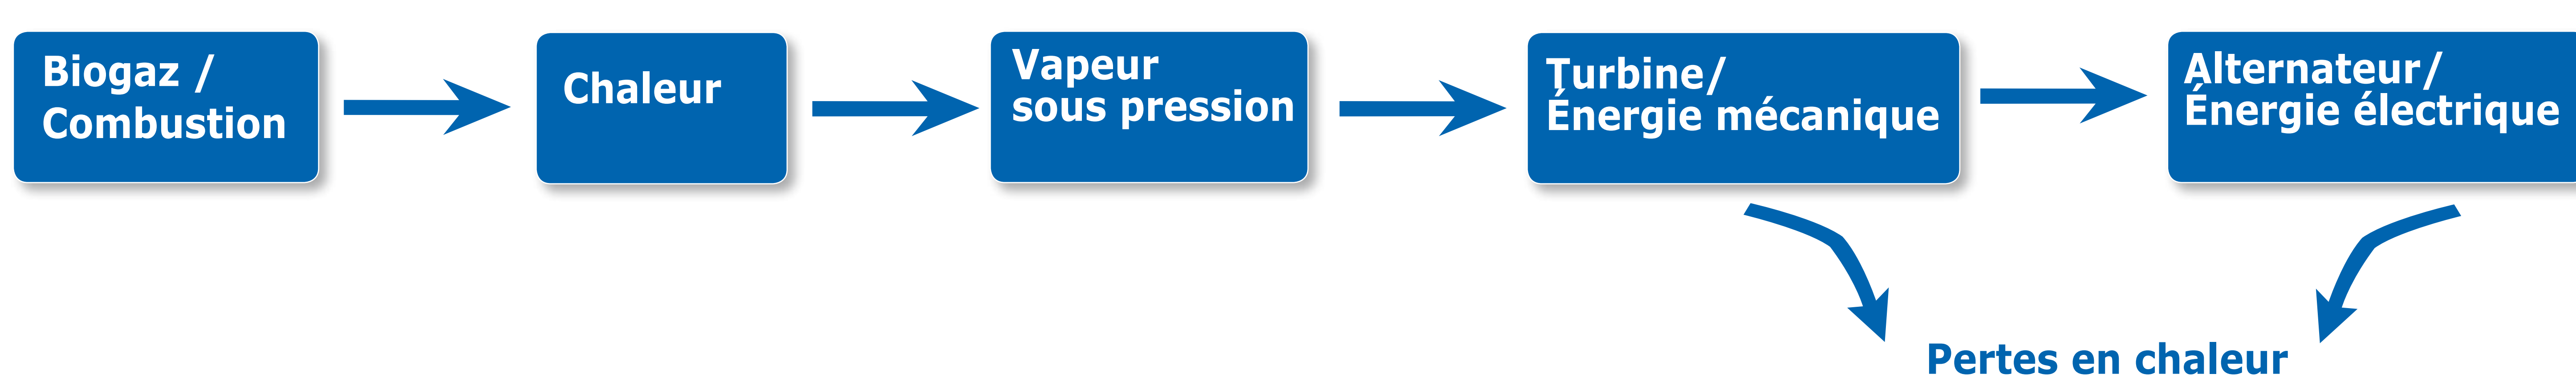 Biogaz /
Combustion
Chaleur
Vapeur
sous pression
Turbine/
Énergie mécanique
Alternateur/
Énergie électrique
Pertes en chaleur